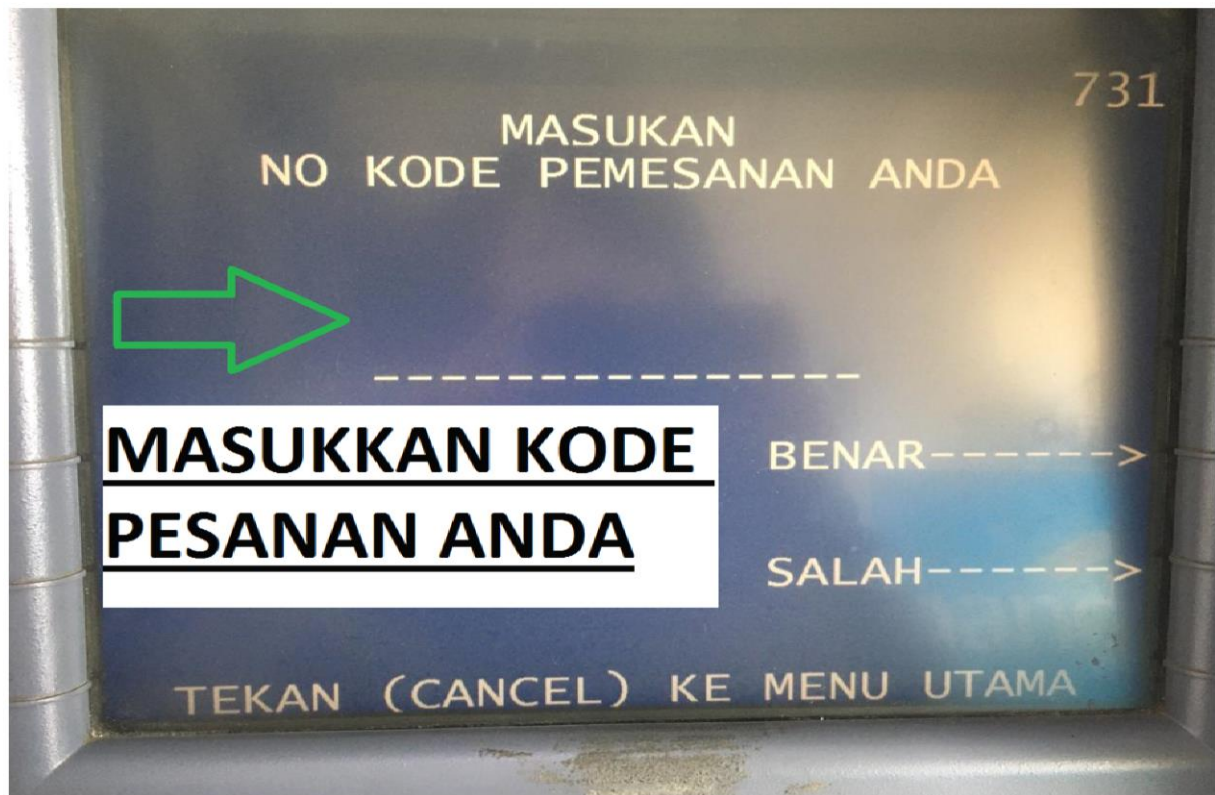 731
MASUKAN
NO KODE PEMESANAN ANDA
---------------
MASUKKAN KODE
PESANAN ANDA
BENAR------>
SALAH------>
TEKAN (CANCEL) KE MENU UTAMA